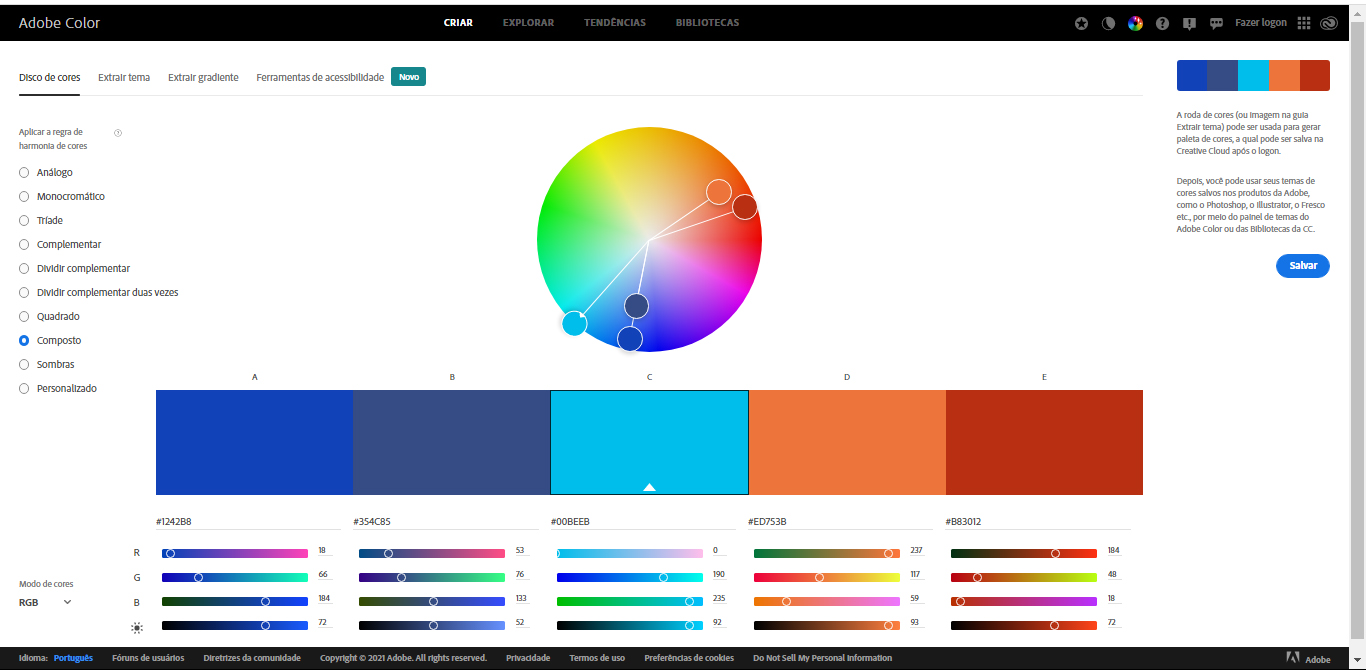 Adobe Color
CRIAR EXPLORAR TENDÊNCIAS BIBLIOTECAS
Fazer logon
Disco de cores Extrair tema Extrair gradiente Ferramentas de acessibilidade Novo
Aplicar a regra de
harmonia de cores
Análogo
Monocromático
Tríade
Complementar
Dividir complementar
Dividir complementar duas vezes
Quadrado
Composto
Sombras
Personalizado
A roda de cores (ou imagem na guia
Extrair tema) pode ser usada para gerar
paleta de cores, a qual pode ser salva na
Creative Cloud após o logon.
Depois, você pode usar seus temas de
cores salvos nos produtos da Adobe,
como o Photoshop, o Illustrator, o Fresco
etc., por meio do painel de temas do
Adobe Color ou das Bibliotecas da CC.
Salvar
A B C D E
#1242B8 #354C85 #00BEEB #ED753B #B83012
R 18 53 0 237 184
G 66 76 190 117 48
B 184 133 235 59 18
72 52 92 93 72
Modo de cores
RGB
Idioma: Português Fóruns de usuários Diretrizes da comunidade Copyright © 2021 Adobe. All rights reserved. Privacidade Termos de uso Preferências de cookies Do Not Sell My Personal Information Adobe